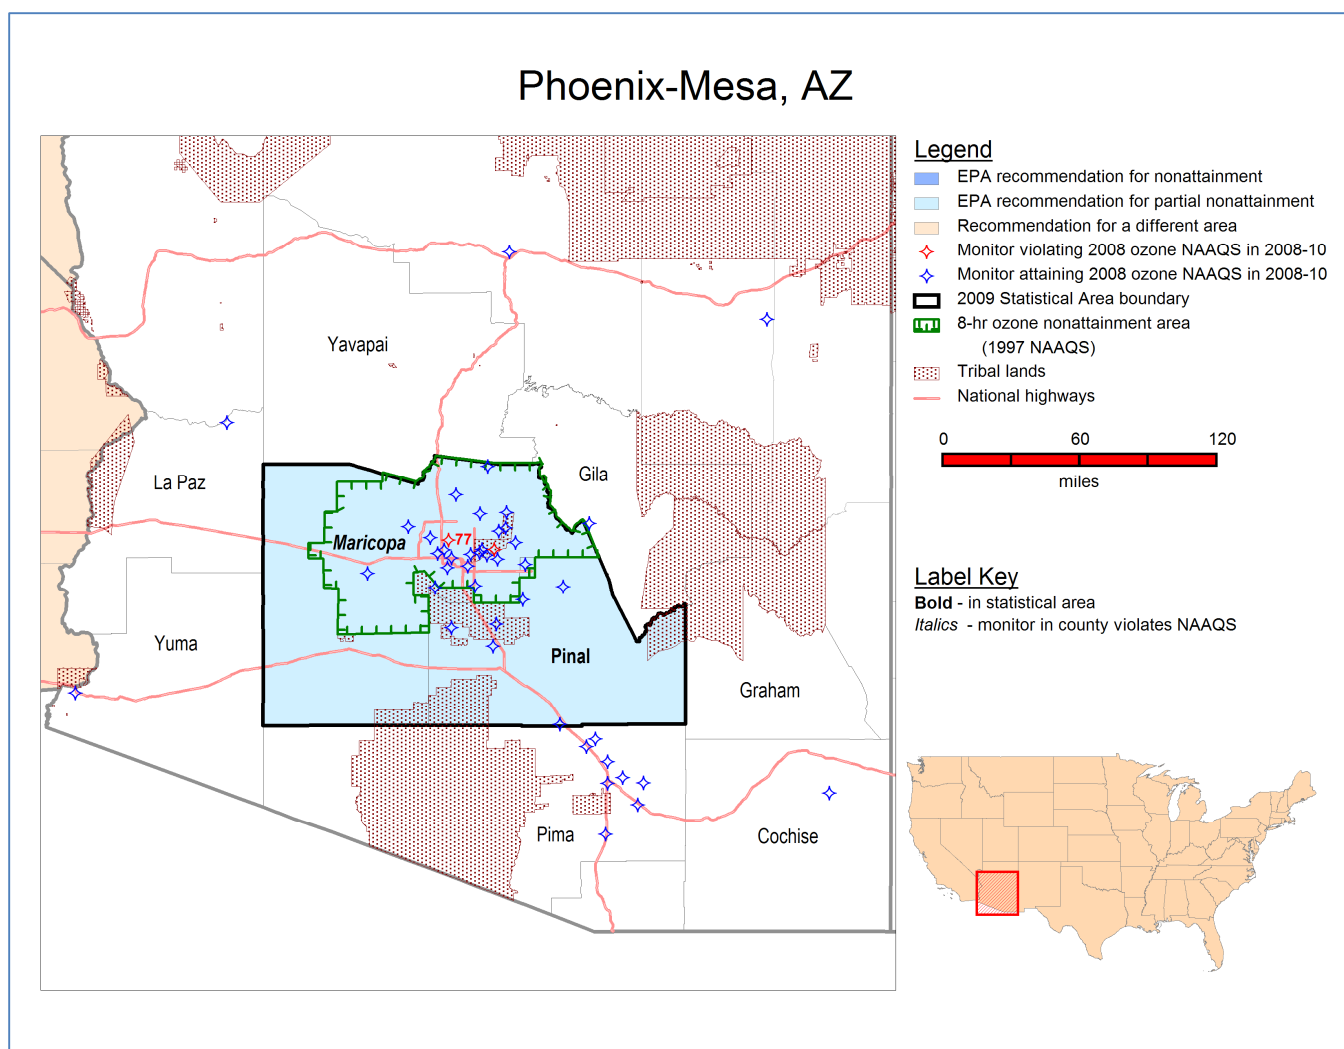 Phoenix-Mesa, AZ
Legend
EPA recommendation for nonattainment
EPA recommendation for partial nonattainment
Recommendation for a different area
Monitor violating 2008 ozone NAAQS in 2008-10
Monitor attaining 2008 ozone NAAQS in 2008-10
2009 Statistical Area boundary
8-hr ozone nonattainment area
(1997 NAAQS)
Tribal lands
National highways
0 60 120
miles
Yavapai
La Paz
Gila
77
Maricopa
Yuma
Pinal
Graham
Pima
Cochise
Label Key
Bold - in statistical area
Italics - monitor in county violates NAAQS